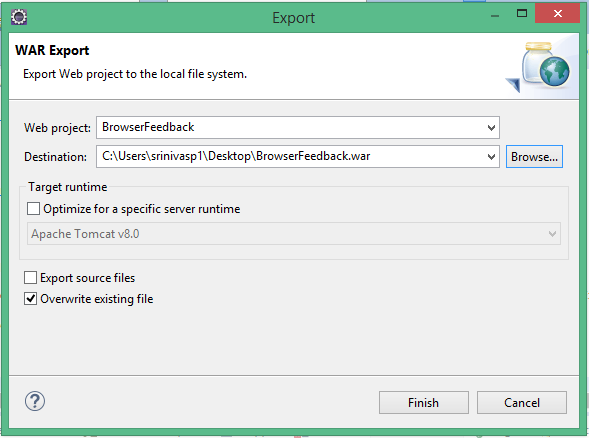 Export
WAR Export
Export Web project to the local file system.
Web project: BrowserFeedback
Destination: C:\Users\srinivasp1\Desktop\BrowserFeedback.war Browse...
Target runtime
Optimize for a specific server runtime
Apache Tomcat v8.0
Export source files
Overwrite existing file
? Finish Cancel